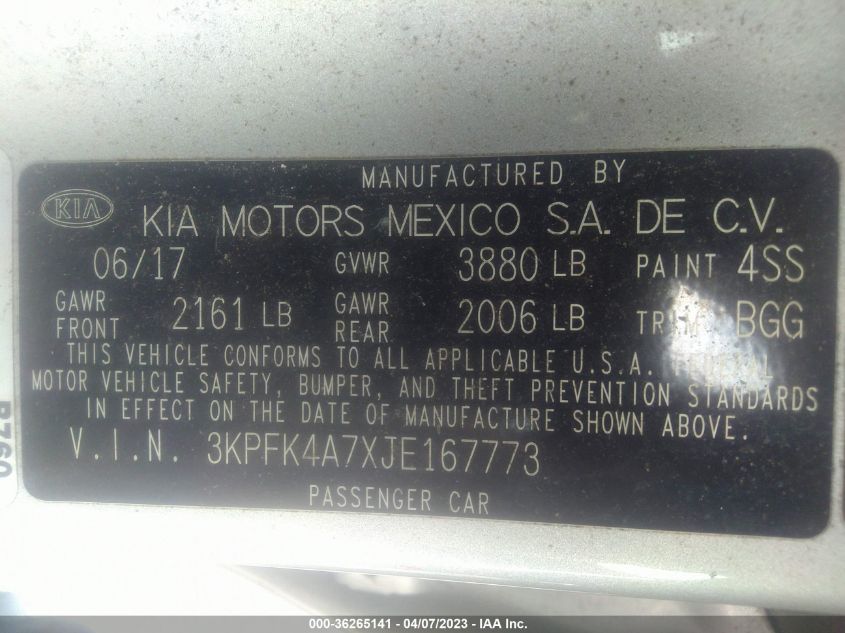 MANUFACTURED BY
KIA KIA MOTORS MEXICO S.A. DE C.V.
06/17 GVWR 3880 LB PAINT 4SS
GAWR FRONT 2161 LB GAWR REAR 2006 LB TRIM BGG
THIS VEHICLE CONFORMS TO ALL APPLICABLE U.S.A. FEDERAL
MOTOR VEHICLE SAFETY, BUMPER, AND THEFT PREVENTION STANDARDS
IN EFFECT ON THE DATE OF MANUFACTURE SHOWN ABOVE.
V.I.N. 3KPFK4A7XJE167773
PASSENGER CAR
000-36265141 - 04/07/2023 - IAA Inc.